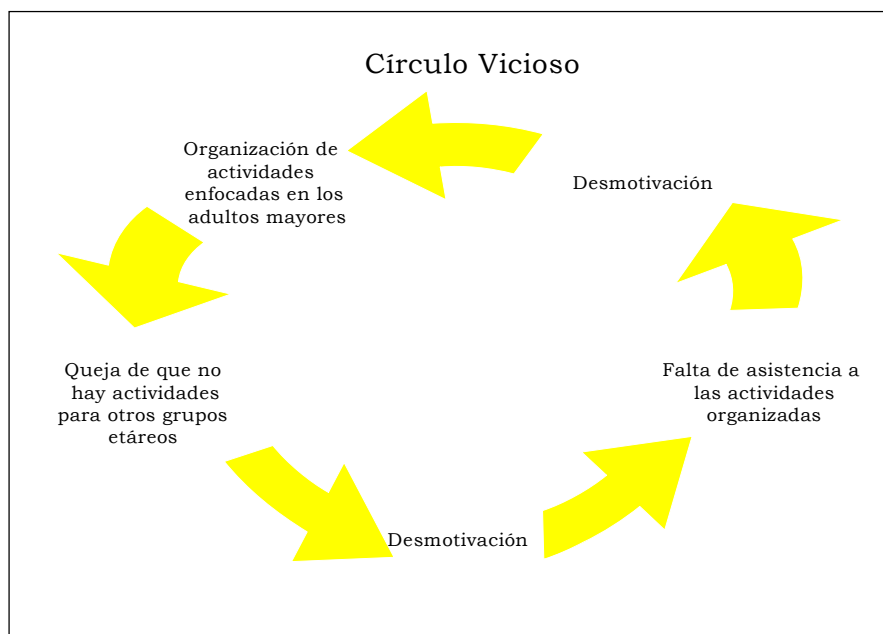 Círculo Vicioso
Organización de
actividades
enfocadas en los
adultos mayores
Desmotivación
Queja de que no
hay actividades
para otros grupos
etáreos
Falta de asistencia a
las actividades
organizadas
Desmotivación